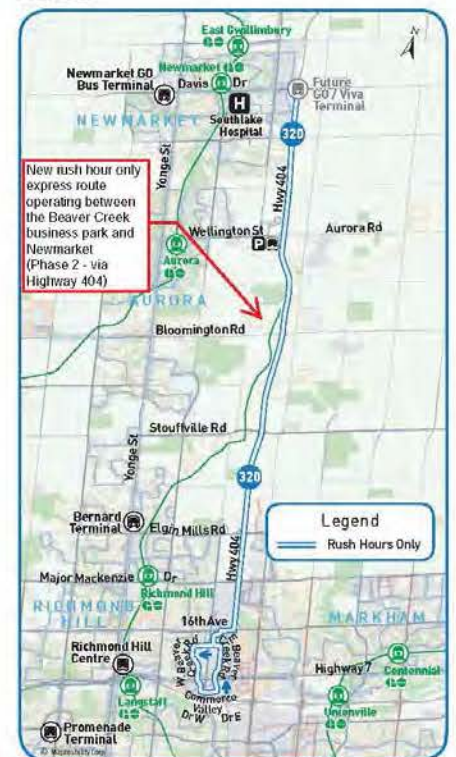 East Gwillimbury
Newmarket
Newmarket GO
Bus Terminal
Davis Dr
Future
GO / Viva
Terminal
H
Southlake
Hospital
NEWMARKET
320
Yonge St
Hwy 404
New rush hour only
express route
operating between
the Beaver Creek
business park and
Newmarket
(Phase 2 - via
Highway 404)
Wellington St
P
Aurora Rd
Aurora
AURORA
Bloomington Rd
Stouffville Rd
Yonge St
320
Bernard
Terminal
Elgin Mills Rd
Hwy 404
Legend
Rush Hours Only
Major Mackenzie Dr
Richmond Hill
RICHMOND
HILL
16th Ave
MARKHAM
W Beaver
Creek Rd
E Beaver
Creek Rd
Richmond Hill
Centre
Highway 7
Centennial
Langstaff
Commerce
Valley
Dr W Dr E
Unionville
Promenade
Terminal